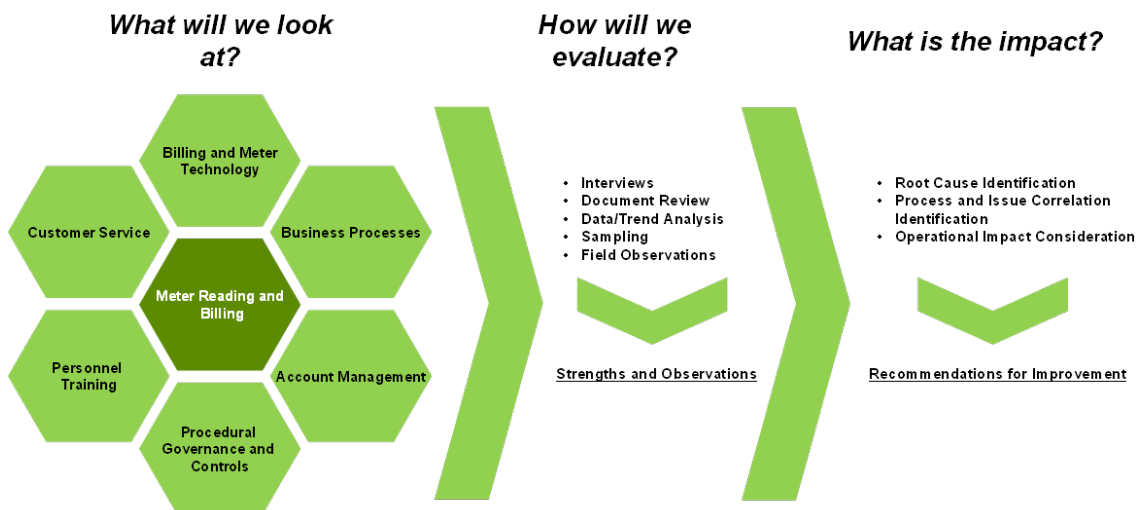 What will we look
at?
How will we
evaluate?
What is the impact?
Billing and Meter
Technology
Customer Service
Business Processes
Meter Reading and
Billing
Personnel
Training
Account Management
Procedural
Governance and
Controls
• Interviews
• Document Review
• Data/Trend Analysis
• Sampling
• Field Observations
Strengths and Observations
• Root Cause Identification
• Process and Issue Correlation
Identification
• Operational Impact Consideration
Recommendations for Improvement